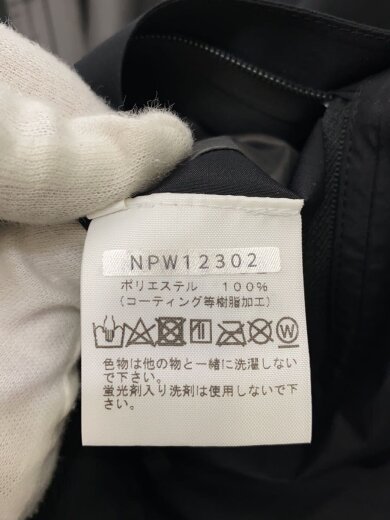 NPW12302
ポリエステル 100%
(コーティング等樹脂加工)
色物は他の物と一緒に洗濯しない
で下さい。
蛍光剤入り洗剤は使用しないで下
さい。